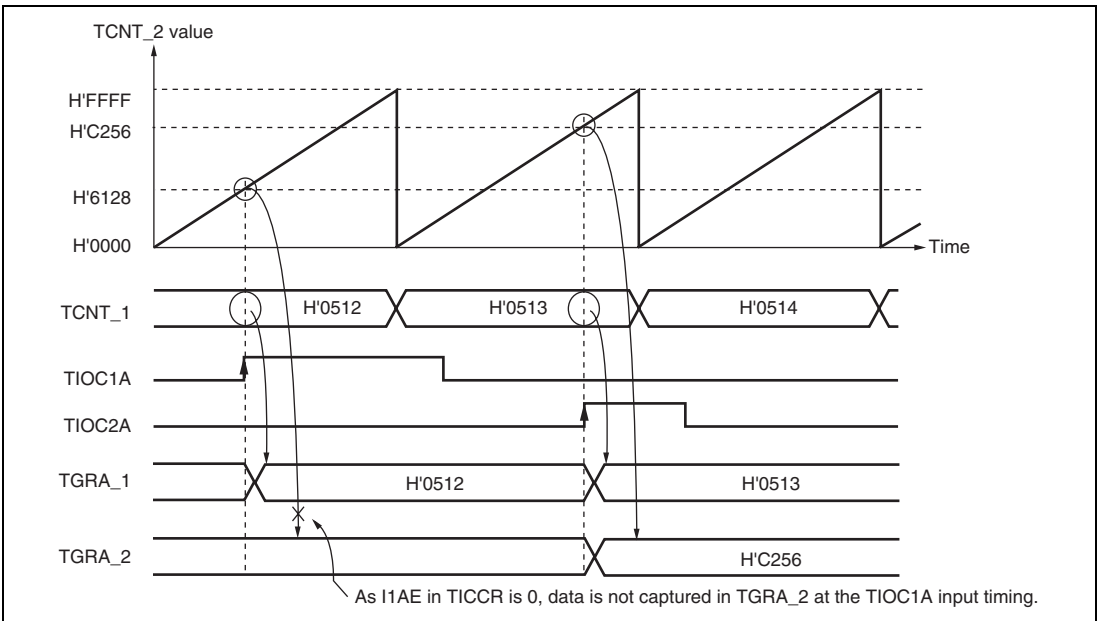 TCNT_2 value
H'FFFF
H'C256
H'6128
H'0000
Time
TCNT_1 H'0512 H'0513 H'0514
TIOC1A
TIOC2A
TGRA_1 H'0512 H'0513
TGRA_2 H'C256
As I1AE in TICCR is 0, data is not captured in TGRA_2 at the TIOC1A input timing.